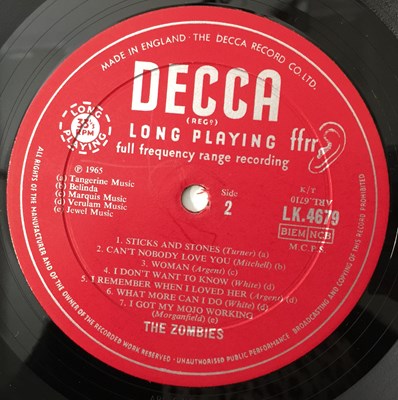 MADE IN ENGLAND · THE DECCA RECORD CO. LTD.
DECCA
(REGD)
LONG PLAYING
ffrr
full frequency range recording
LONG 33⅓ RPM PLAYING
℗ 1965
(a) Tangerine Music
(b) Belinda
(c) Marquis Music
(d) Verulam Music
(e) Jewel Music
Side
2
K/T
ARL.6710
LK.4679
BIEM NCB
M.C.P.S.
1. STICKS AND STONES (Turner) (a)
2. CAN'T NOBODY LOVE YOU (Mitchell) (b)
3. WOMAN (Argent) (c)
4. I DON'T WANT TO KNOW (White) (d)
5. I REMEMBER WHEN I LOVED HER (Argent) (d)
6. WHAT MORE CAN I DO (White) (d)
7. I GOT MY MOJO WORKING
(Morganfield) (e)
THE ZOMBIES
ALL RIGHTS OF THE MANUFACTURER AND OF THE OWNER OF THE RECORDED WORK RESERVED · UNAUTHORISED PUBLIC PERFORMANCE, BROADCASTING AND COPYING OF THIS RECORD PROHIBITED